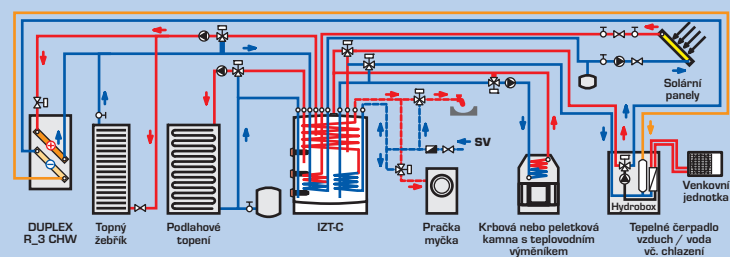 Solární
panely
SV
Hydrobox
DUPLEX
R_3 CHW
Topný
žebřík
Podlahové
topení
IZT-C
Pračka
myčka
Krbová nebo peletková
kamna s teplovodním
výměníkem
Tepelné čerpadlo
vzduch / voda
vč. chlazení
Venkovní
jednotka